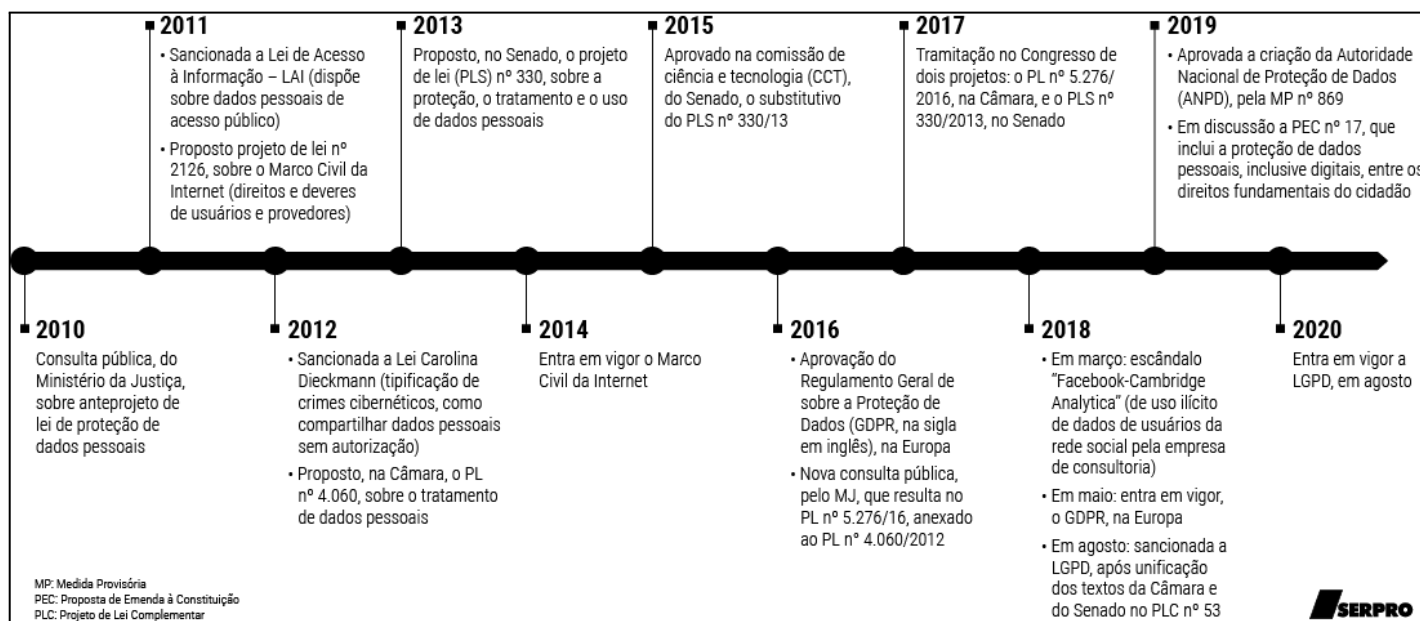 2011
• Sancionada a Lei de Acesso
à Informação – LAI (dispõe
sobre dados pessoais de
acesso público)
• Proposto projeto de lei nº
2126, sobre o Marco Civil da
Internet (direitos e deveres
de usuários e provedores)
2013
Proposto, no Senado, o projeto
de lei (PLS) nº 330, sobre a
proteção, o tratamento e o uso
de dados pessoais
2015
Aprovado na comissão de
ciência e tecnologia (CCT),
do Senado, o substitutivo
do PLS nº 330/13
2017
Tramitação no Congresso de
dois projetos: o PL nº 5.276/
2016, na Câmara, e o PLS nº
330/2013, no Senado
2019
• Aprovada a criação da Autoridade
Nacional de Proteção de Dados
(ANPD), pela MP nº 869
• Em discussão a PEC nº 17, que
inclui a proteção de dados
pessoais, inclusive digitais, entre os
direitos fundamentais do cidadão
2010
Consulta pública, do
Ministério da Justiça,
sobre anteprojeto de
lei de proteção de
dados pessoais
2012
• Sancionada a Lei Carolina
Dieckmann (tipificação de
crimes cibernéticos, como
compartilhar dados pessoais
sem autorização)
• Proposto, na Câmara, o PL
nº 4.060, sobre o tratamento
de dados pessoais
2014
Entra em vigor o Marco
Civil da Internet
2016
• Aprovação do
Regulamento Geral de
sobre a Proteção de
Dados (GDPR, na sigla
em inglês), na Europa
• Nova consulta pública,
pelo MJ, que resulta no
PL nº 5.276/16, anexado
ao PL nº 4.060/2012
2018
• Em março: escândalo
"Facebook-Cambridge
Analytica" (de uso ilícito
de dados de usuários da
rede social pela empresa
de consultoria)
• Em maio: entra em vigor,
o GDPR, na Europa
• Em agosto: sancionada a
LGPD, após unificação
dos textos da Câmara e
do Senado no PLC nº 53
2020
Entra em vigor a
LGPD, em agosto
MP: Medida Provisória
PEC: Proposta de Emenda à Constituição
PLC: Projeto de Lei Complementar
SERPRO